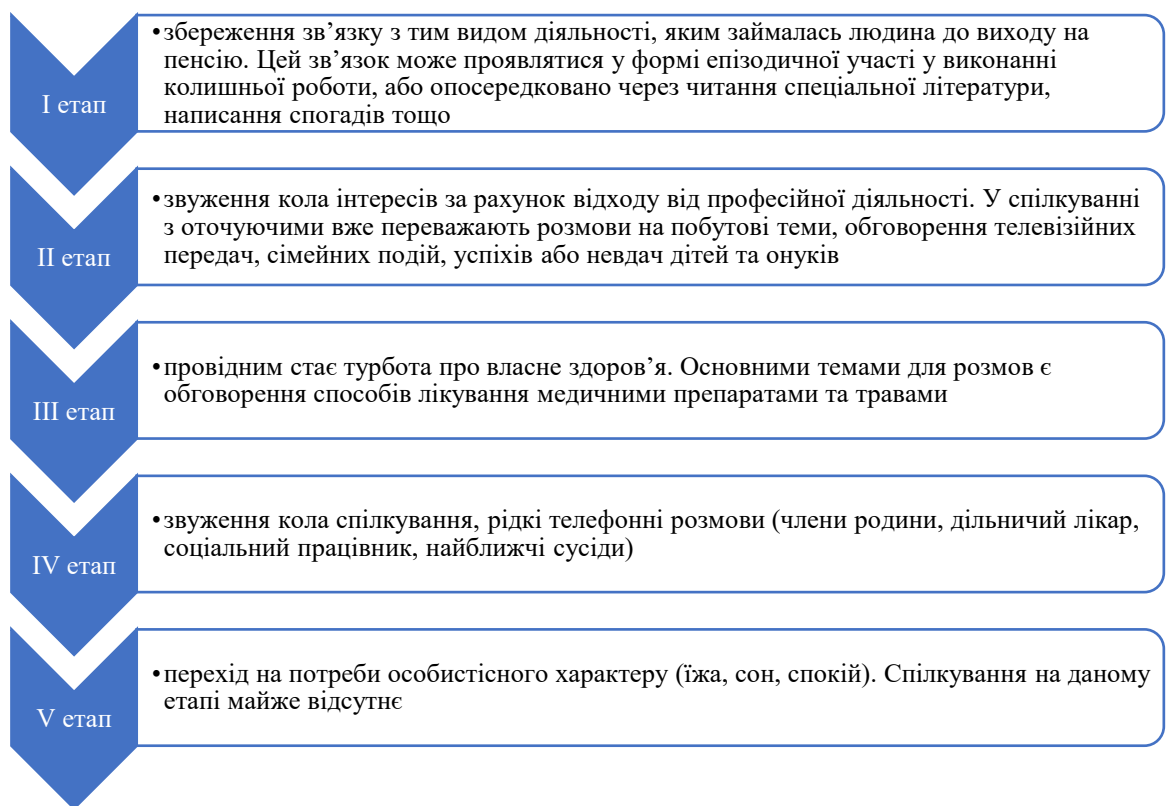 І етап
•збереження зв’язку з тим видом діяльності, яким займалась людина до виходу на
пенсію. Цей зв’язок може проявлятися у формі епізодичної участі у виконанні
колишньої роботи, або опосередковано через читання спеціальної літератури,
написання спогадів тощо
ІІ етап
•звуження кола інтересів за рахунок відходу від професійної діяльності. У спілкуванні
з оточуючими вже переважають розмови на побутові теми, обговорення телевізійних
передач, сімейних подій, успіхів або невдач дітей та онуків
ІІІ етап
•провідним стає турбота про власне здоров’я. Основними темами для розмов є
обговорення способів лікування медичними препаратами та травами
IV етап
•звуження кола спілкування, рідкі телефонні розмови (члени родини, дільничий лікар,
соціальний працівник, найближчі сусіди)
V етап
•перехід на потреби особистісного характеру (їжа, сон, спокій). Спілкування на даному
етапі майже відсутнє